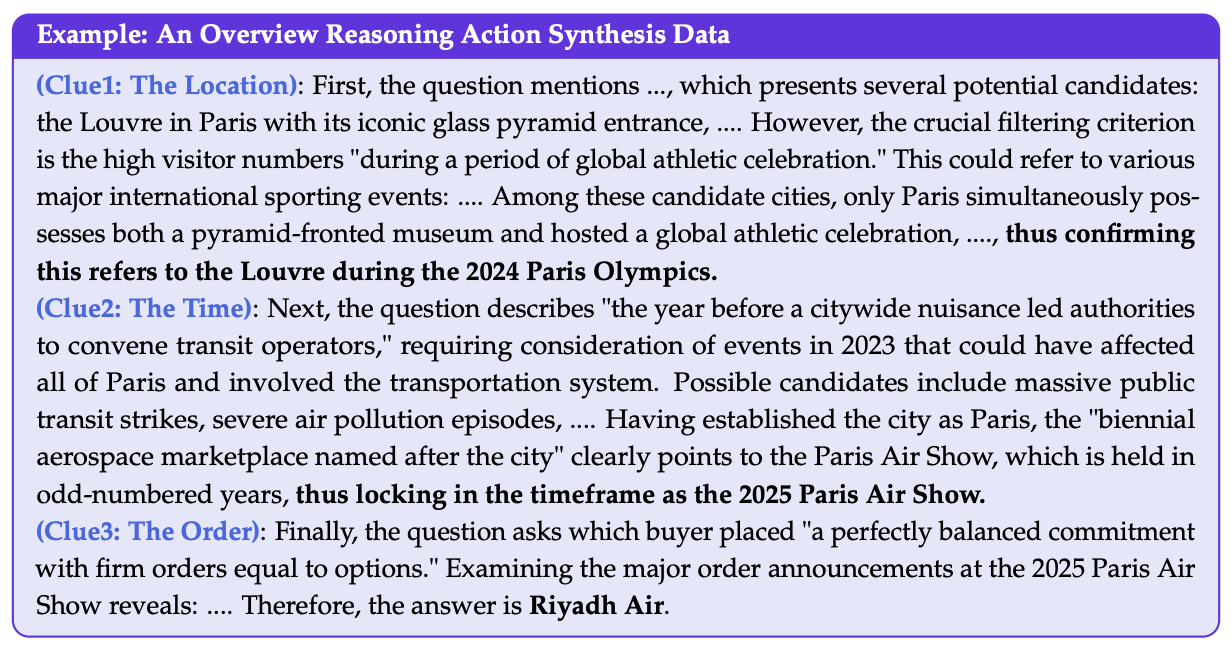 Example: An Overview Reasoning Action Synthesis Data
(Clue1: The Location): First, the question mentions ..., which presents several potential candidates:
the Louvre in Paris with its iconic glass pyramid entrance, .... However, the crucial filtering criterion
is the high visitor numbers "during a period of global athletic celebration." This could refer to various
major international sporting events: .... Among these candidate cities, only Paris simultaneously pos-
sesses both a pyramid-fronted museum and hosted a global athletic celebration, ...., thus confirming
this refers to the Louvre during the 2024 Paris Olympics.
(Clue2: The Time): Next, the question describes "the year before a citywide nuisance led authorities
to convene transit operators," requiring consideration of events in 2023 that could have affected
all of Paris and involved the transportation system. Possible candidates include massive public
transit strikes, severe air pollution episodes, .... Having established the city as Paris, the "biennial
aerospace marketplace named after the city" clearly points to the Paris Air Show, which is held in
odd-numbered years, thus locking in the timeframe as the 2025 Paris Air Show.
(Clue3: The Order): Finally, the question asks which buyer placed "a perfectly balanced commitment
with firm orders equal to options." Examining the major order announcements at the 2025 Paris Air
Show reveals: .... Therefore, the answer is Riyadh Air.